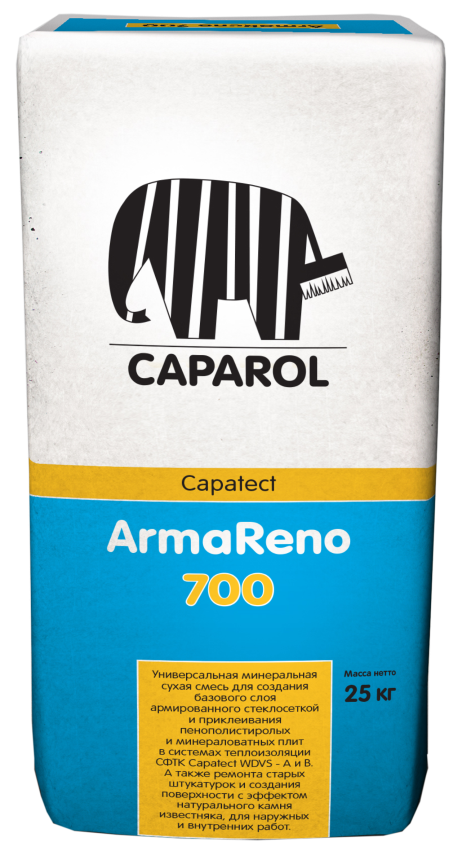 ArmaReno 700
CAPAROL
Capatect
ArmaReno
700
Универсальная минеральная
сухая смесь для создания
базового слоя
армированного стеклосеткой
и приклеивания
пенополистиролых
и минераловатных плит
в системах теплоизоляции
СФТК Capatect WDVS - А и В.
А также ремонта старых
штукатурок и создания
поверхности с эффектом
натурального камня
известняка, для наружных
и внутренних работ.
Масса нетто
25 кг